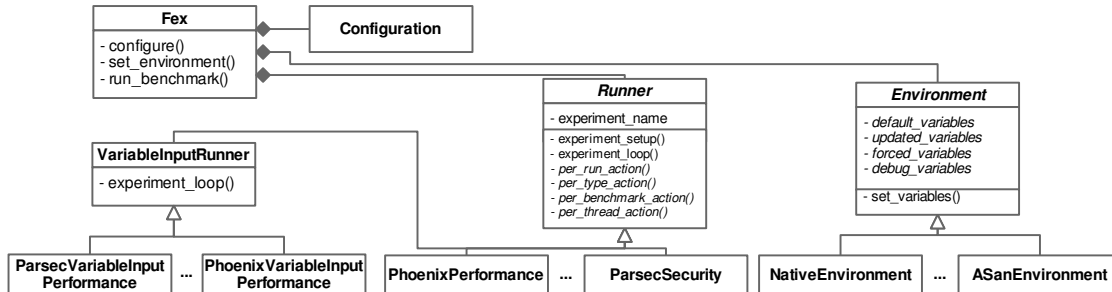 Fex
- configure()
- set_environment()
- run_benchmark()
Configuration
Runner
- experiment_name
- experiment_setup()
- experiment_loop()
- per_run_action()
- per_type_action()
- per_benchmark_action()
- per_thread_action()
Environment
- default_variables
- updated_variables
- forced_variables
- debug_variables
- set_variables()
VariableInputRunner
- experiment_loop()
ParsecVariableInput
Performance
...
PhoenixVariableInput
Performance
PhoenixPerformance
...
ParsecSecurity
NativeEnvironment
...
ASanEnvironment